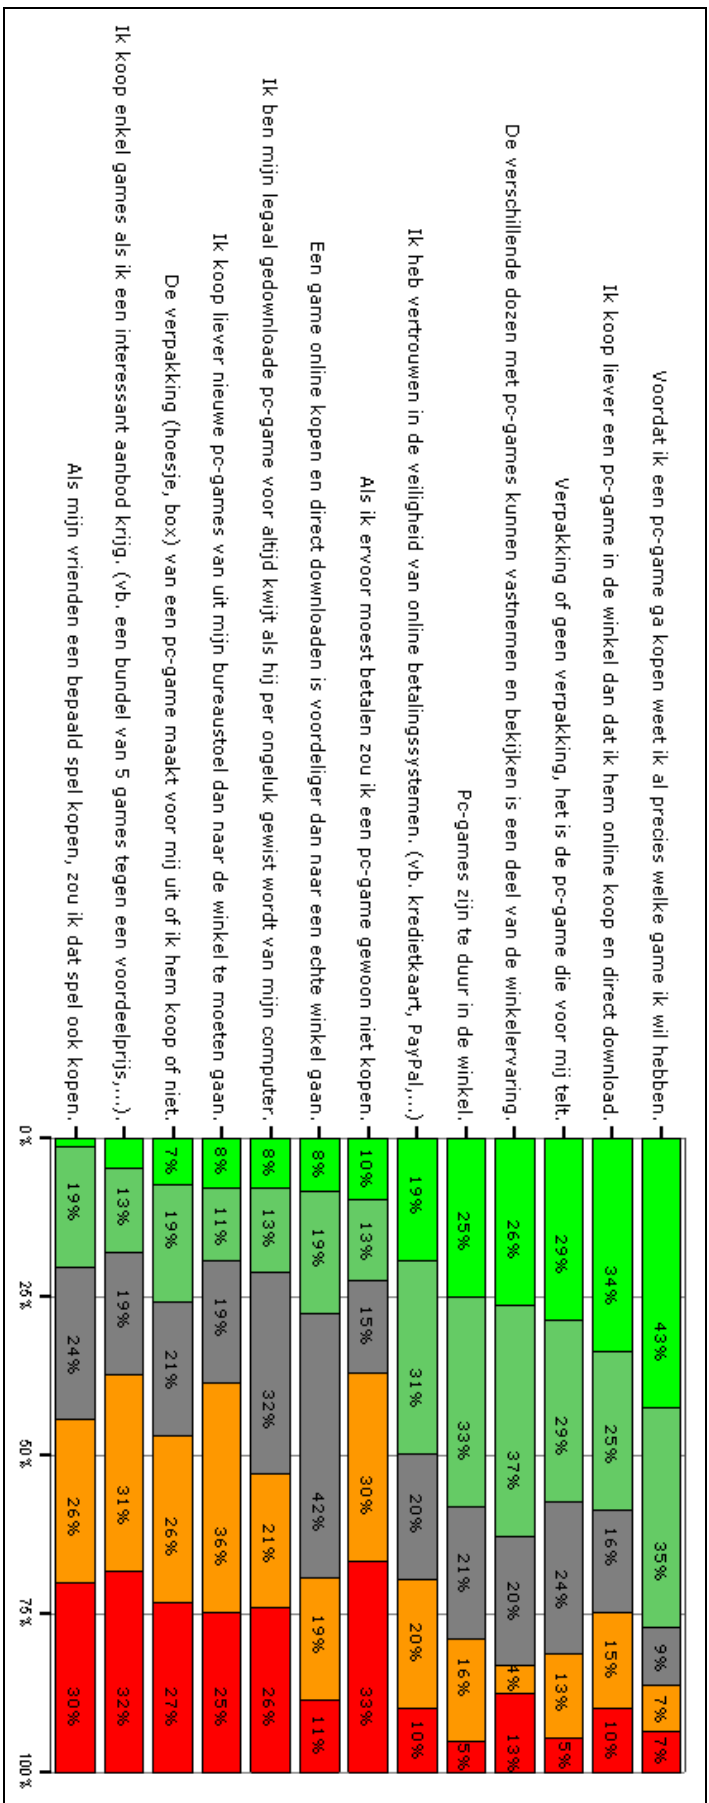 Voordat ik een pc-game ga kopen weet ik al precies welke game ik wil hebben. 43% 35% 9% 7% 7%
Ik koop liever een pc-game in de winkel dan dat ik hem online koop en direct download. 34% 25% 16% 15% 10%
Verpakking of geen verpakking, het is de pc-game die voor mij telt. 29% 29% 24% 13% 5%
De verschillende dozen met pc-games kunnen vastnemen en bekijken is een deel van de winkelervaring. 26% 37% 20% 4% 13%
Pc-games zijn te duur in de winkel. 25% 33% 21% 16% 5%
Ik heb vertrouwen in de veiligheid van online betalingssystemen. (vb. kredietkaart, PayPal,...) 19% 31% 20% 20% 10%
Als ik ervoor moest betalen zou ik een pc-game gewoon niet kopen. 10% 13% 15% 30% 33%
Een game online kopen en direct downloaden is voordeliger dan naar een echte winkel gaan. 8% 19% 42% 19% 11%
Ik ben mijn legaal gedownloade pc-game voor altijd kwijt als hij per ongeluk gewist wordt van mijn computer. 8% 13% 32% 21% 26%
Ik koop liever nieuwe pc-games van uit mijn bureaustoel dan naar de winkel te moeten gaan. 8% 11% 19% 36% 25%
De verpakking (hoesje, box) van een pc-game maakt voor mij uit of ik hem koop of niet. 7% 19% 21% 26% 27%
Ik koop enkel games als ik een interessant aanbod krijg. (vb. een bundel van 5 games tegen een voordeelprijs,...). 13% 19% 31% 32%
Als mijn vrienden een bepaald spel kopen, zou ik dat spel ook kopen. 19% 24% 26% 30%
0% 25% 50% 75% 100%